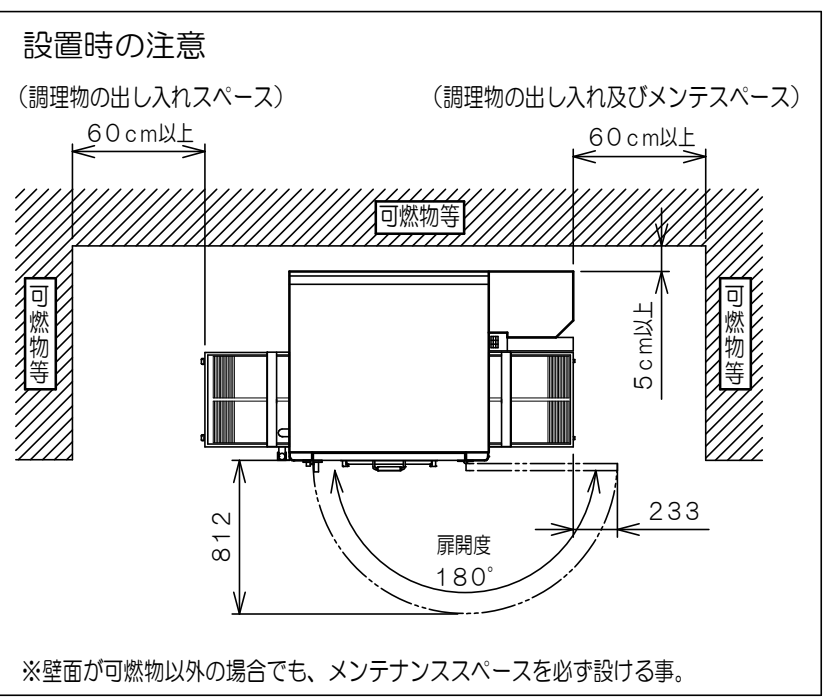 設置時の注意
（調理物の出し入れスペース）
（調理物の出し入れ及びメンテスペース）
６０ｃｍ以上
６０ｃｍ以上
可燃物等
可燃物等
可燃物等
５ｃｍ以上
８１２
２３３
扉開度
１８０°
※壁面が可燃物以外の場合でも、メンテナンススペースを必ず設ける事。